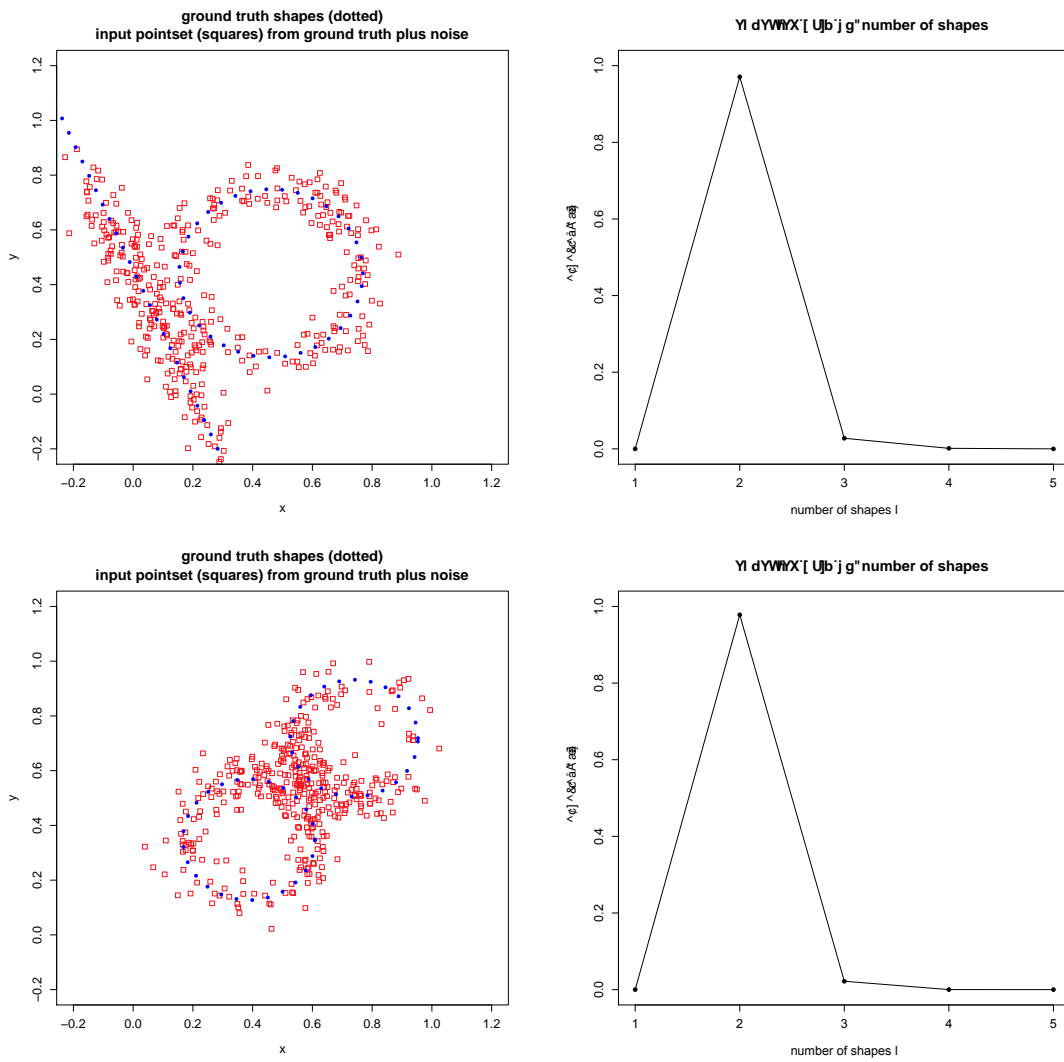 ground truth shapes (dotted)
input pointset (squares) from ground truth plus noise
1.2
1.0
0.8
0.6
0.4
0.2
0.0
−0.2
y
−0.2 0.0 0.2 0.4 0.6 0.8 1.0 1.2
x
number of shapes
1.0
0.8
0.6
0.4
0.2
0.0
1 2 3 4 5
number of shapes l
ground truth shapes (dotted)
input pointset (squares) from ground truth plus noise
1.2
1.0
0.8
0.6
0.4
0.2
0.0
−0.2
y
−0.2 0.0 0.2 0.4 0.6 0.8 1.0 1.2
x
number of shapes
1.0
0.8
0.6
0.4
0.2
0.0
1 2 3 4 5
number of shapes l